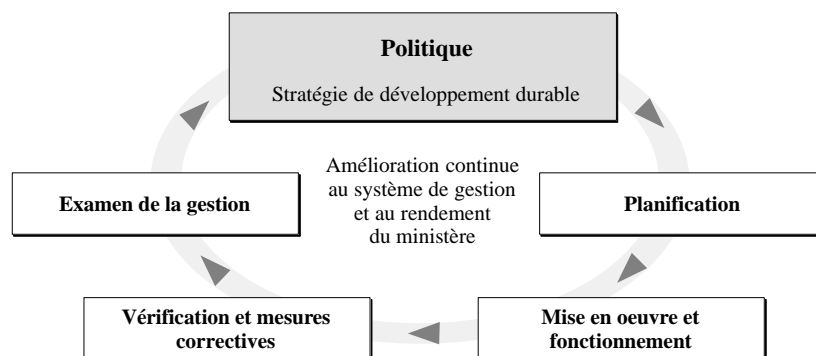 Politique
Stratégie de développement durable
Amélioration continue
au système de gestion
et au rendement
du ministère
Examen de la gestion
Planification
Vérification et mesures
correctives
Mise en oeuvre et
fonctionnement